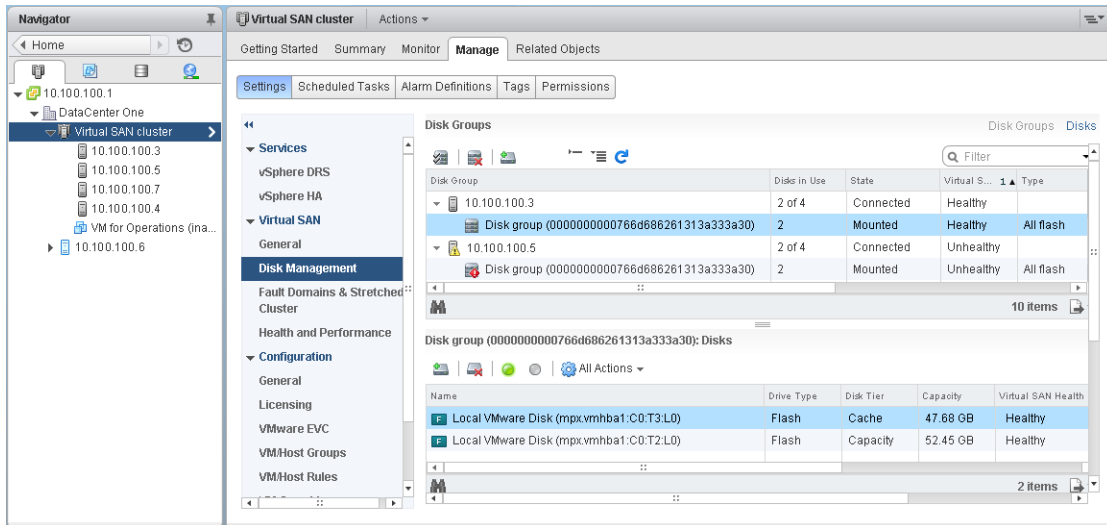 Navigator
Home
10.100.100.1
DataCenter One
Virtual SAN cluster
10.100.100.3
10.100.100.5
10.100.100.7
10.100.100.4
VM for Operations (ina...
10.100.100.6
Virtual SAN cluster Actions
Getting Started Summary Monitor Manage Related Objects
Settings Scheduled Tasks Alarm Definitions Tags Permissions
Services
vSphere DRS
vSphere HA
Virtual SAN
General
Disk Management
Fault Domains & Stretched
Cluster
Health and Performance
Configuration
General
Licensing
VMware EVC
VM/Host Groups
VM/Host Rules
Disk Groups Disk Groups Disks
Filter
Disk Group Disks in Use State Virtual S... 1 Type
10.100.100.3 2 of 4 Connected Healthy
Disk group (0000000000766d686261313a333a30) 2 Mounted Healthy All flash
10.100.100.5 2 of 4 Connected Unhealthy
Disk group (0000000000766d686261313a333a30) 2 Mounted Unhealthy All flash
10 items
Disk group (0000000000766d686261313a333a30): Disks
All Actions
Name Drive Type Disk Tier Capacity Virtual SAN Health
F Local VMware Disk (mpx.vmhba1:C0:T3:L0) Flash Cache 47.68 GB Healthy
F Local VMware Disk (mpx.vmhba1:C0:T2:L0) Flash Capacity 52.45 GB Healthy
2 items